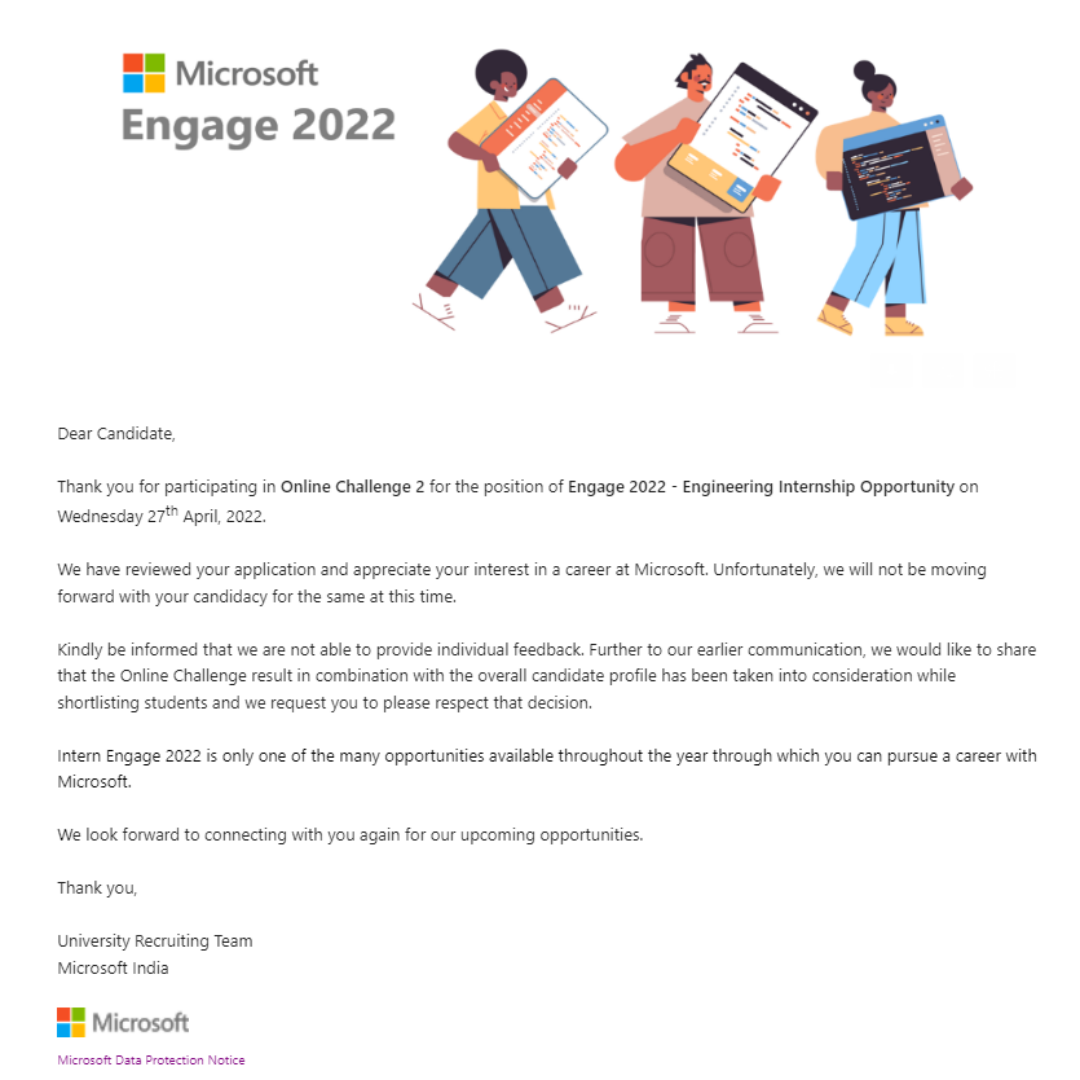 Microsoft
Engage 2022
Dear Candidate,
Thank you for participating in Online Challenge 2 for the position of Engage 2022 - Engineering Internship Opportunity on
Wednesday 27th April, 2022.
We have reviewed your application and appreciate your interest in a career at Microsoft. Unfortunately, we will not be moving
forward with your candidacy for the same at this time.
Kindly be informed that we are not able to provide individual feedback. Further to our earlier communication, we would like to share
that the Online Challenge result in combination with the overall candidate profile has been taken into consideration while
shortlisting students and we request you to please respect that decision.
Intern Engage 2022 is only one of the many opportunities available throughout the year through which you can pursue a career with
Microsoft.
We look forward to connecting with you again for our upcoming opportunities.
Thank you,
University Recruiting Team
Microsoft India
Microsoft
Microsoft Data Protection Notice